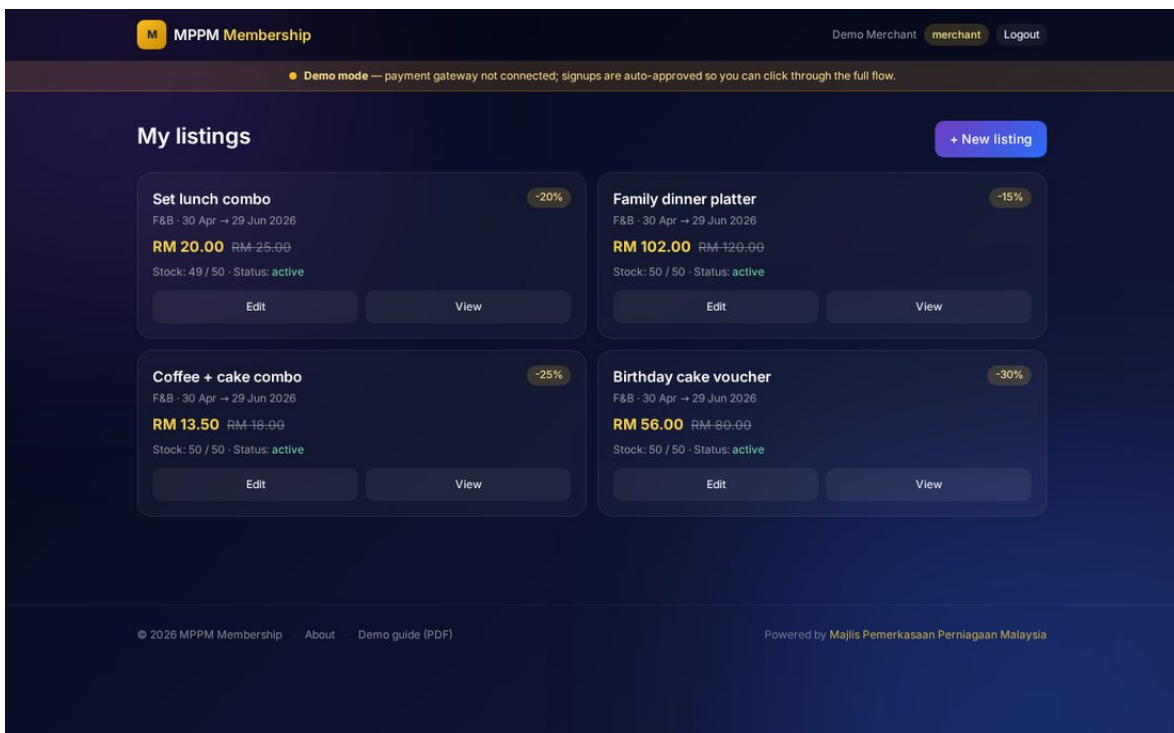 M MPPM Membership Demo Merchant merchant Logout
Demo mode — payment gateway not connected; signups are auto-approved so you can click through the full flow.
My listings + New listing
Set lunch combo -20%
F&B · 30 Apr → 29 Jun 2026
RM 20.00 RM 25.00
Stock: 49 / 50 · Status: active
Edit View
Family dinner platter -15%
F&B · 30 Apr → 29 Jun 2026
RM 102.00 RM 120.00
Stock: 50 / 50 · Status: active
Edit View
Coffee + cake combo -25%
F&B · 30 Apr → 29 Jun 2026
RM 13.50 RM 18.00
Stock: 50 / 50 · Status: active
Edit View
Birthday cake voucher -30%
F&B · 30 Apr → 29 Jun 2026
RM 56.00 RM 80.00
Stock: 50 / 50 · Status: active
Edit View
© 2026 MPPM Membership · About · Demo guide (PDF) Powered by Majlis Pemerkasaan Perniagaan Malaysia